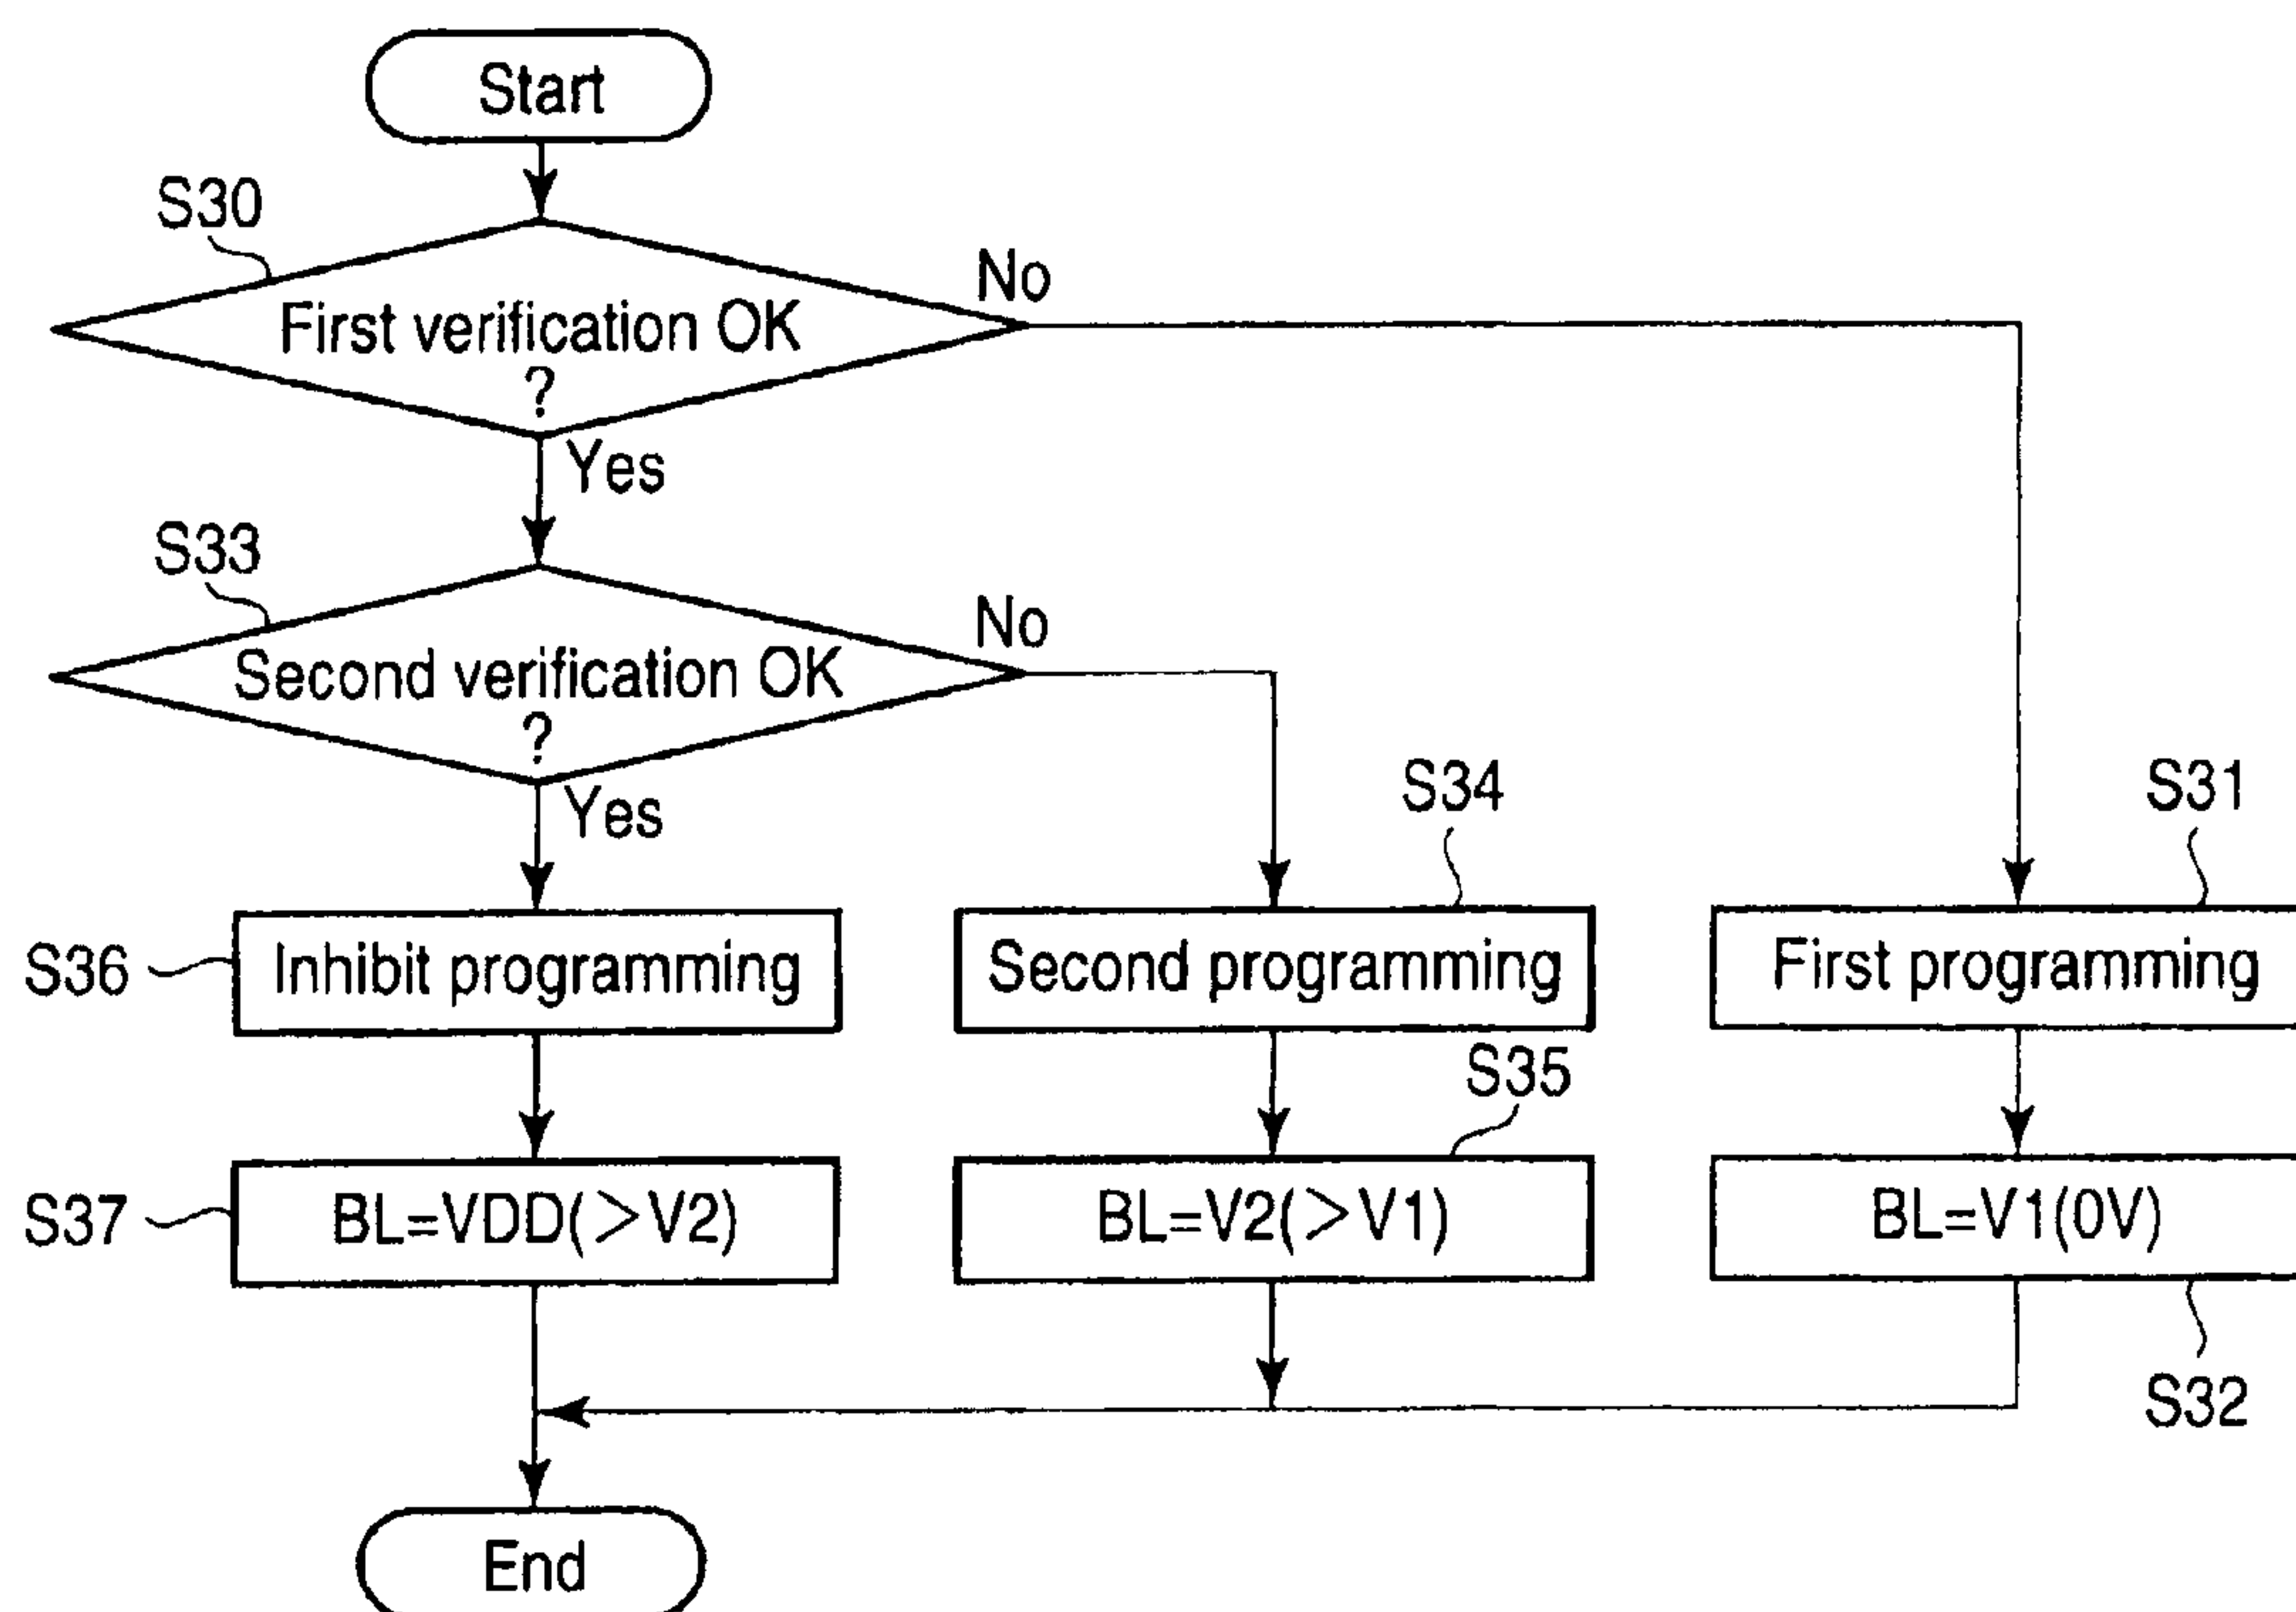 Start
S30
First verification OK
?
No
Yes
S33
Second verification OK
?
No
Yes
S34
S31
S36
Inhibit programming
Second programming
First programming
S35
S37
BL=VDD(>V2)
BL=V2(>V1)
BL=V1(0V)
S32
End